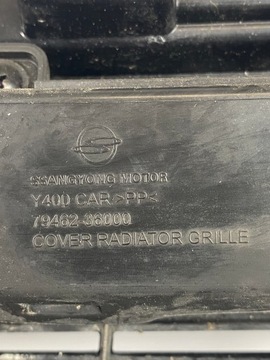 SSANGYONG MOTOR
Y400 CAR >PP<
79462-36000
COVER RADIATOR GRILLE